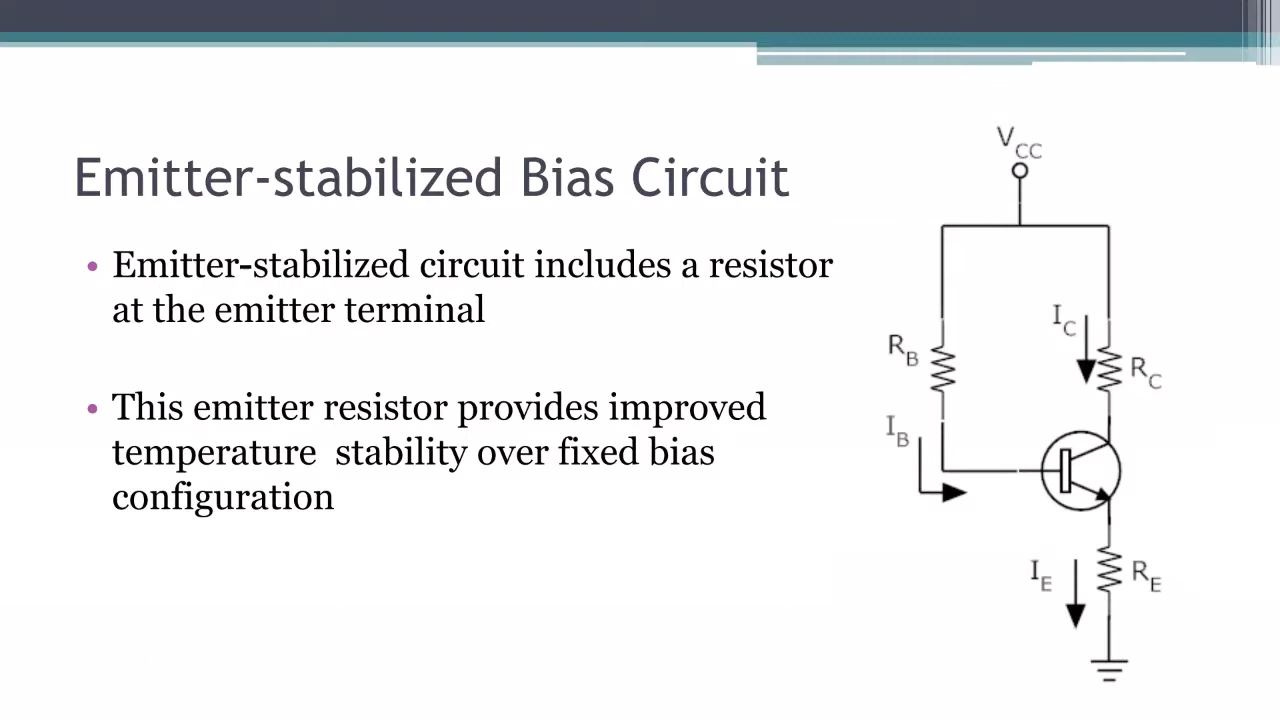 Emitter-stabilized Bias Circuit
• Emitter-stabilized circuit includes a resistor
at the emitter terminal
• This emitter resistor provides improved
temperature  stability over fixed bias
configuration
VCC
IC
RB
RC
IB
IE
RE